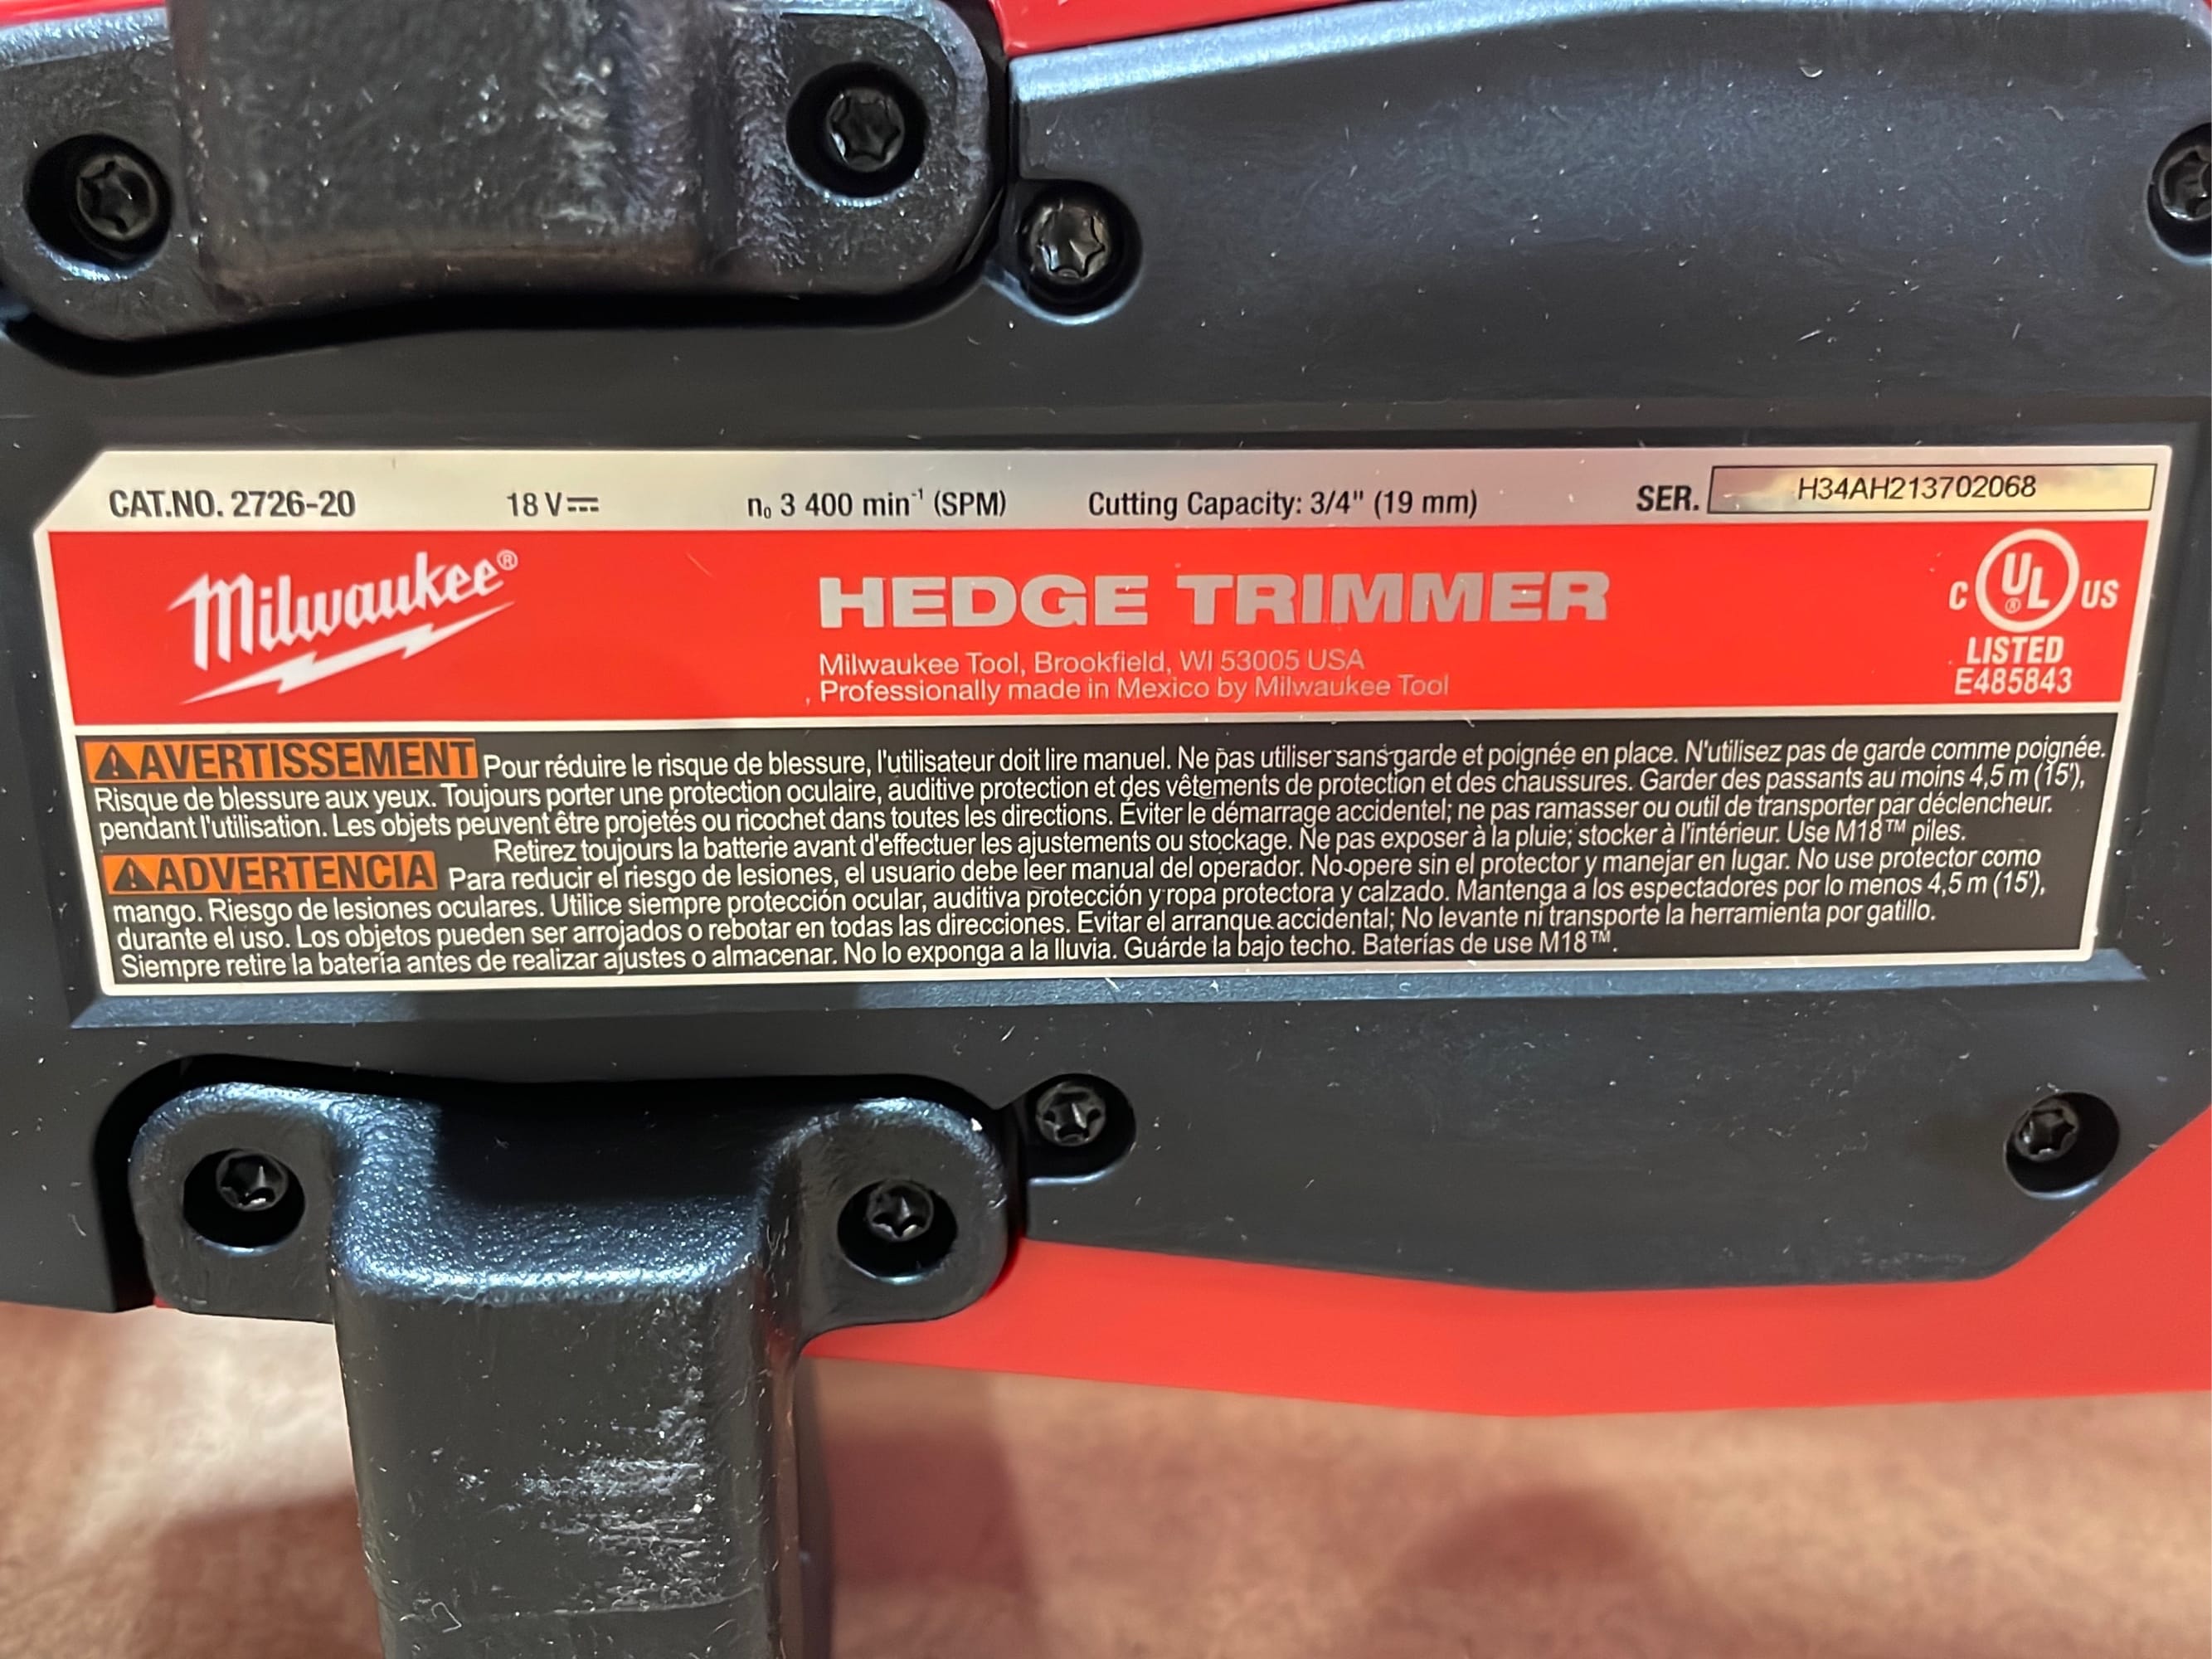 CAT.NO. 2726-20 18 V⎓ n₀ 3 400 min⁻¹ (SPM) Cutting Capacity: 3/4" (19 mm) SER. H34AH213702068
Milwaukee®
HEDGE TRIMMER
Milwaukee Tool, Brookfield, WI 53005 USA
Professionally made in Mexico by Milwaukee Tool
C UL® US
LISTED
E485843
⚠AVERTISSEMENT Pour réduire le risque de blessure, l'utilisateur doit lire manuel. Ne pas utiliser sans garde et poignée en place. N'utilisez pas de garde comme poignée.
Risque de blessure aux yeux. Toujours porter une protection oculaire, auditive protection et des vêtements de protection et des chaussures. Garder des passants au moins 4,5 m (15'),
pendant l'utilisation. Les objets peuvent être projetés ou ricochet dans toutes les directions. Éviter le démarrage accidentel; ne pas ramasser ou outil de transporter par déclencheur.
Retirez toujours la batterie avant d'effectuer les ajustements ou stockage. Ne pas exposer à la pluie; stocker à l'intérieur. Use M18™ piles.
⚠ADVERTENCIA Para reducir el riesgo de lesiones, el usuario debe leer manual del operador. No opere sin el protector y manejar en lugar. No use protector como
mango. Riesgo de lesiones oculares. Utilice siempre protección ocular, auditiva protección y ropa protectora y calzado. Mantenga a los espectadores por lo menos 4,5 m (15'),
durante el uso. Los objetos pueden ser arrojados o rebotar en todas las direcciones. Evitar el arranque accidental; No levante ni transporte la herramienta por gatillo.
Siempre retire la batería antes de realizar ajustes o almacenar. No lo exponga a la lluvia. Guárde la bajo techo. Baterías de use M18™.